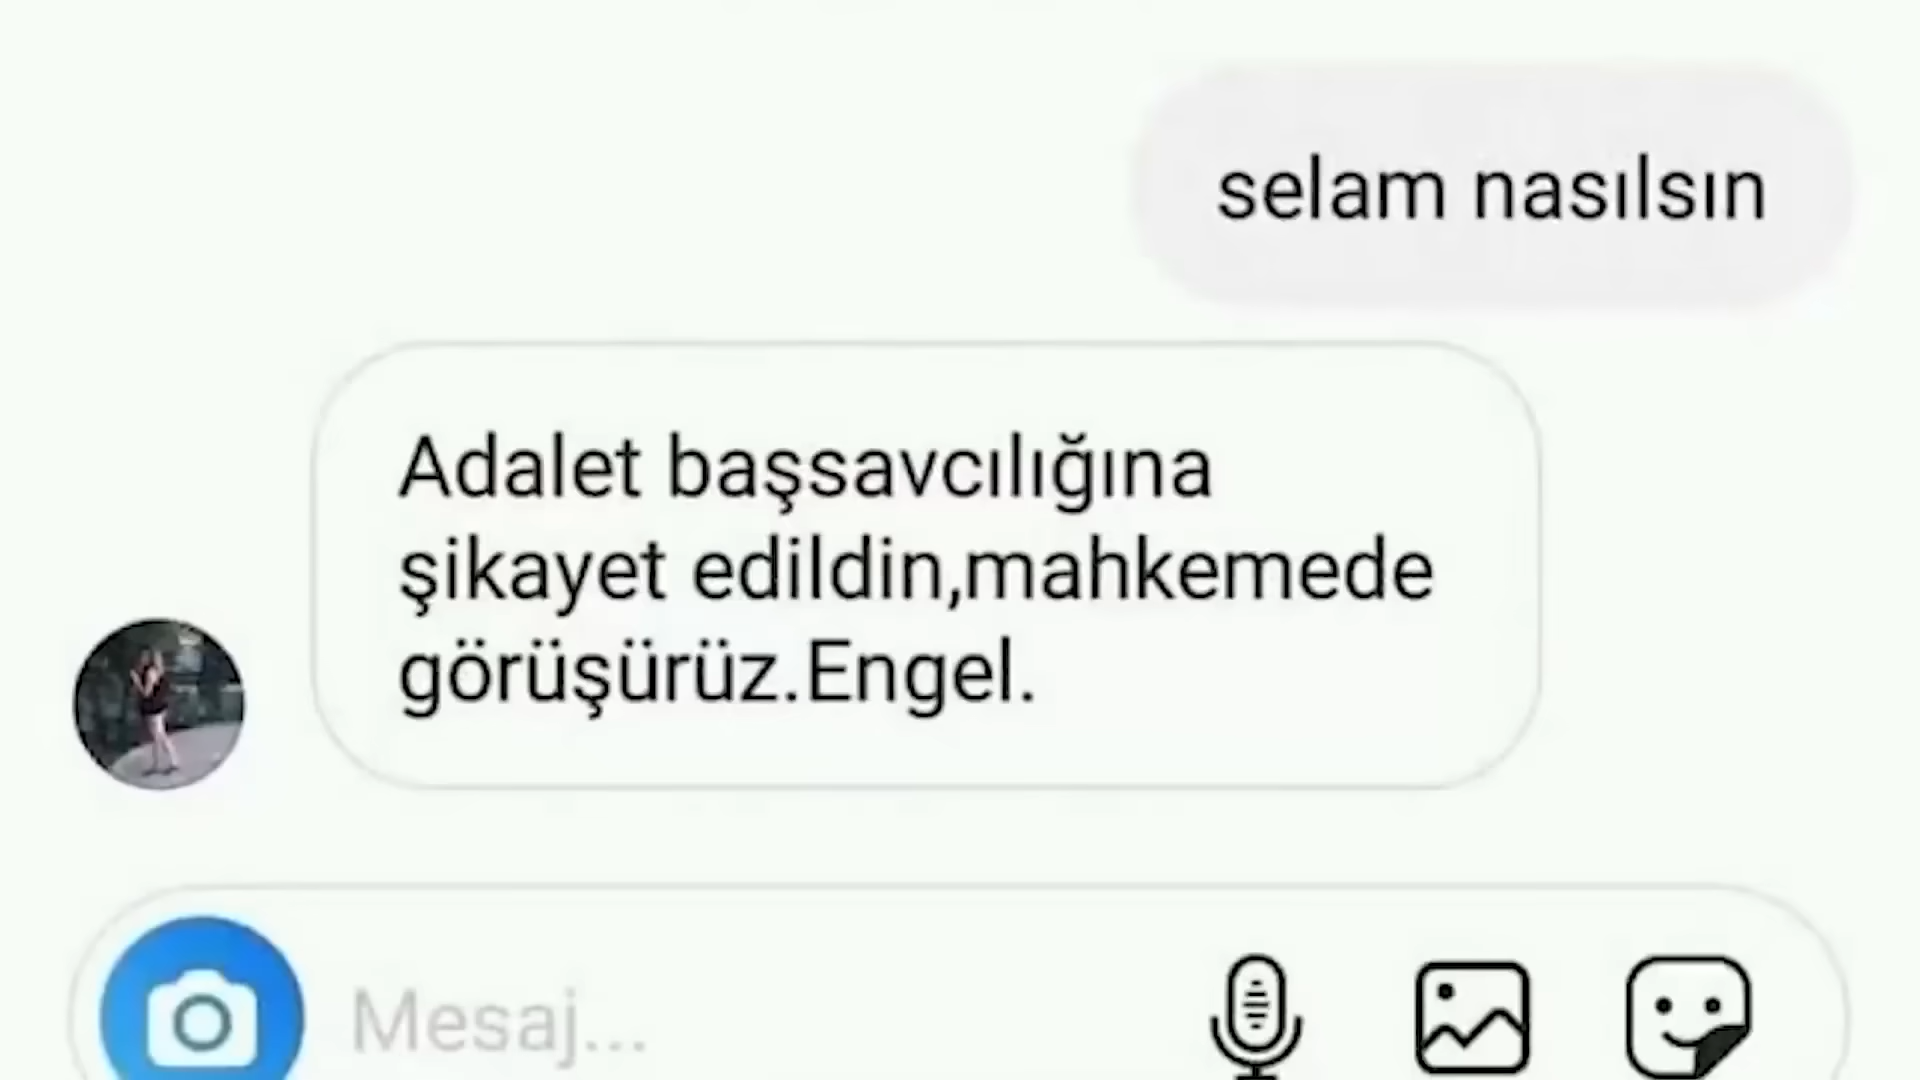 selam nasılsın
Adalet başsavcılığına
şikayet edildin,mahkemede
görüşürüz.Engel.
Mesaj...